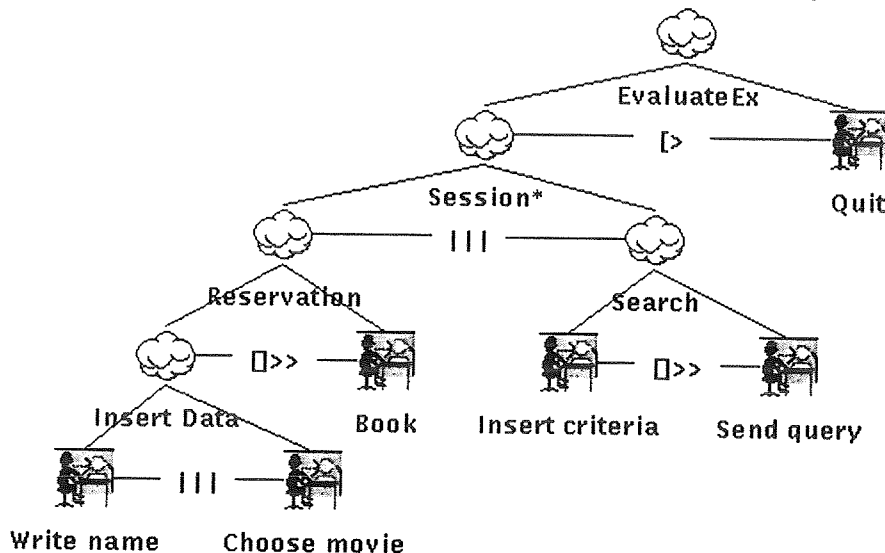 EvaluateEx
[>
Quit
Session*
|||
Reservation
Search
[]>>
[]>>
Insert Data
Book
Insert criteria
Send query
|||
Write name
Choose movie